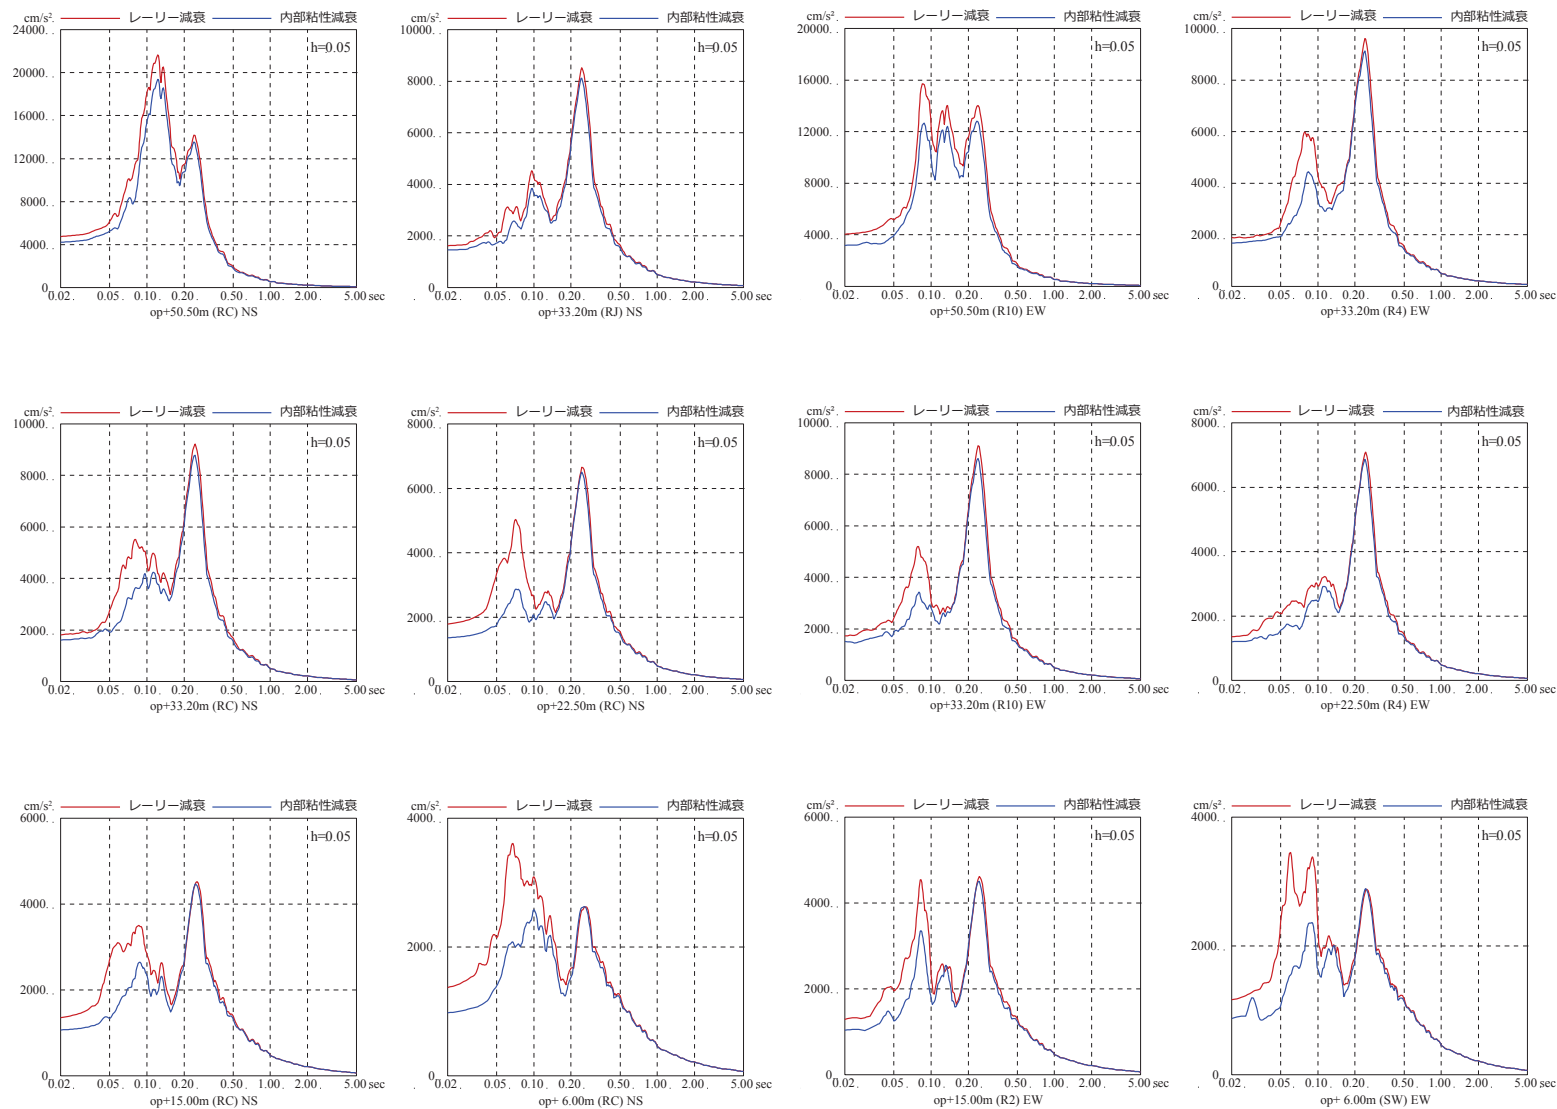 cm/s². レーリー減衰 内部粘性減衰
24000. .
20000. .
16000. .
12000. .
8000. .
4000. .
0. .
h=0.05
0.02. 0.05. 0.10. 0.20. 0.50. 1.00. 2.00. 5.00 sec
op+50.50m (RC) NS
cm/s². レーリー減衰 内部粘性減衰
10000. .
8000. .
6000. .
4000. .
2000. .
0. .
h=0.05
0.02. 0.05. 0.10. 0.20. 0.50. 1.00. 2.00. 5.00 sec
op+33.20m (RJ) NS
cm/s². レーリー減衰 内部粘性減衰
20000. .
16000. .
12000. .
8000. .
4000. .
0. .
h=0.05
0.02. 0.05. 0.10. 0.20. 0.50. 1.00. 2.00. 5.00 sec
op+50.50m (R10) EW
cm/s². レーリー減衰 内部粘性減衰
10000. .
8000. .
6000. .
4000. .
2000. .
0. .
h=0.05
0.02. 0.05. 0.10. 0.20. 0.50. 1.00. 2.00. 5.00 sec
op+33.20m (R4) EW
cm/s². レーリー減衰 内部粘性減衰
10000. .
8000. .
6000. .
4000. .
2000. .
0. .
h=0.05
0.02. 0.05. 0.10. 0.20. 0.50. 1.00. 2.00. 5.00 sec
op+33.20m (RC) NS
cm/s². レーリー減衰 内部粘性減衰
8000. .
6000. .
4000. .
2000. .
0. .
h=0.05
0.02. 0.05. 0.10. 0.20. 0.50. 1.00. 2.00. 5.00 sec
op+22.50m (RC) NS
cm/s². レーリー減衰 内部粘性減衰
10000. .
8000. .
6000. .
4000. .
2000. .
0. .
h=0.05
0.02. 0.05. 0.10. 0.20. 0.50. 1.00. 2.00. 5.00 sec
op+33.20m (R10) EW
cm/s². レーリー減衰 内部粘性減衰
8000. .
6000. .
4000. .
2000. .
0. .
h=0.05
0.02. 0.05. 0.10. 0.20. 0.50. 1.00. 2.00. 5.00 sec
op+22.50m (R4) EW
cm/s². レーリー減衰 内部粘性減衰
6000. .
4000. .
2000. .
0. .
h=0.05
0.02. 0.05. 0.10. 0.20. 0.50. 1.00. 2.00. 5.00 sec
op+15.00m (RC) NS
cm/s². レーリー減衰 内部粘性減衰
4000. .
2000. .
0. .
h=0.05
0.02. 0.05. 0.10. 0.20. 0.50. 1.00. 2.00. 5.00 sec
op+ 6.00m (RC) NS
cm/s². レーリー減衰 内部粘性減衰
6000. .
4000. .
2000. .
0. .
h=0.05
0.02. 0.05. 0.10. 0.20. 0.50. 1.00. 2.00. 5.00 sec
op+15.00m (R2) EW
cm/s². レーリー減衰 内部粘性減衰
4000. .
2000. .
0. .
h=0.05
0.02. 0.05. 0.10. 0.20. 0.50. 1.00. 2.00. 5.00 sec
op+ 6.00m (SW) EW